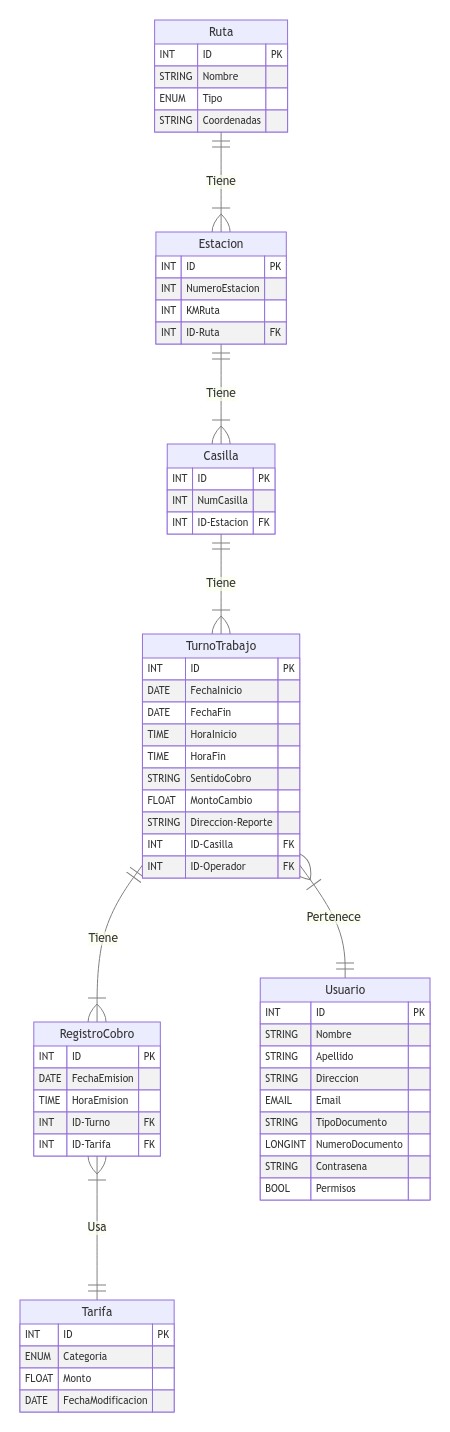 Ruta
INT ID PK
STRING Nombre
ENUM Tipo
STRING Coordenadas
Tiene
Estacion
INT ID PK
INT NumeroEstacion
INT KMRuta
INT ID-Ruta FK
Tiene
Casilla
INT ID PK
INT NumCasilla
INT ID-Estacion FK
Tiene
TurnoTrabajo
INT ID PK
DATE FechaInicio
DATE FechaFin
TIME HoraInicio
TIME HoraFin
STRING SentidoCobro
FLOAT MontoCambio
STRING Direccion-Reporte
INT ID-Casilla FK
INT ID-Operador FK
Tiene
Pertenece
RegistroCobro
INT ID PK
DATE FechaEmision
TIME HoraEmision
INT ID-Turno FK
INT ID-Tarifa FK
Usuario
INT ID PK
STRING Nombre
STRING Apellido
STRING Direccion
EMAIL Email
STRING TipoDocumento
LONGINT NumeroDocumento
STRING Contrasena
BOOL Permisos
Usa
Tarifa
INT ID PK
ENUM Categoria
FLOAT Monto
DATE FechaModificacion